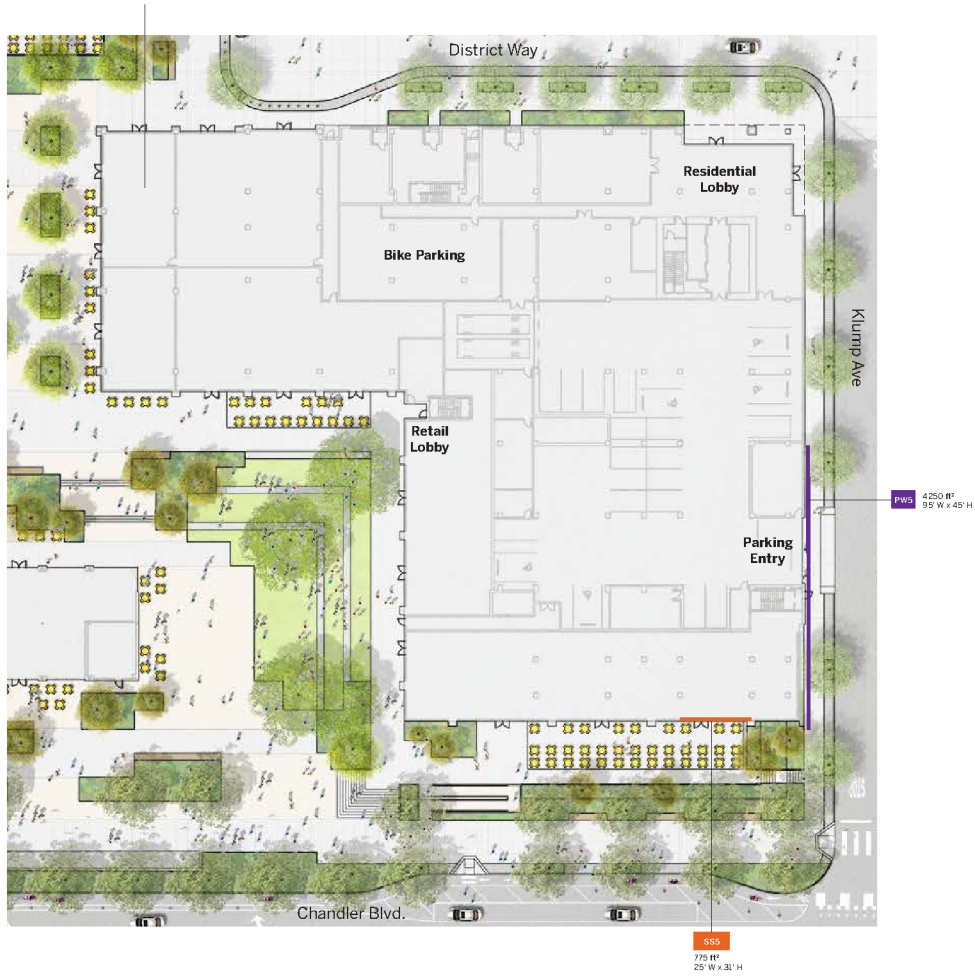 District Way
Residential
Lobby
Bike Parking
Klump Ave
Retail
Lobby
PW5
4250 ft²
95' W x 45' H
Parking
Entry
Chandler Blvd.
SS5
775 ft²
25' W x 31' H